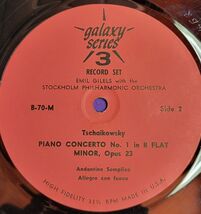 galaxy
series
3
RECORD SET
EMIL GILELS with the
STOCKHOLM PHILHARMONIC ORCHESTRA
B-70-M
Side 2
Tschaikowsky
PIANO CONCERTO No. 1 in B FLAT
MINOR, Opus 23
Andantino Semplice
Allegro con fuoco
HIGH FIDELITY 33⅓ RPM MADE IN U.S.A.